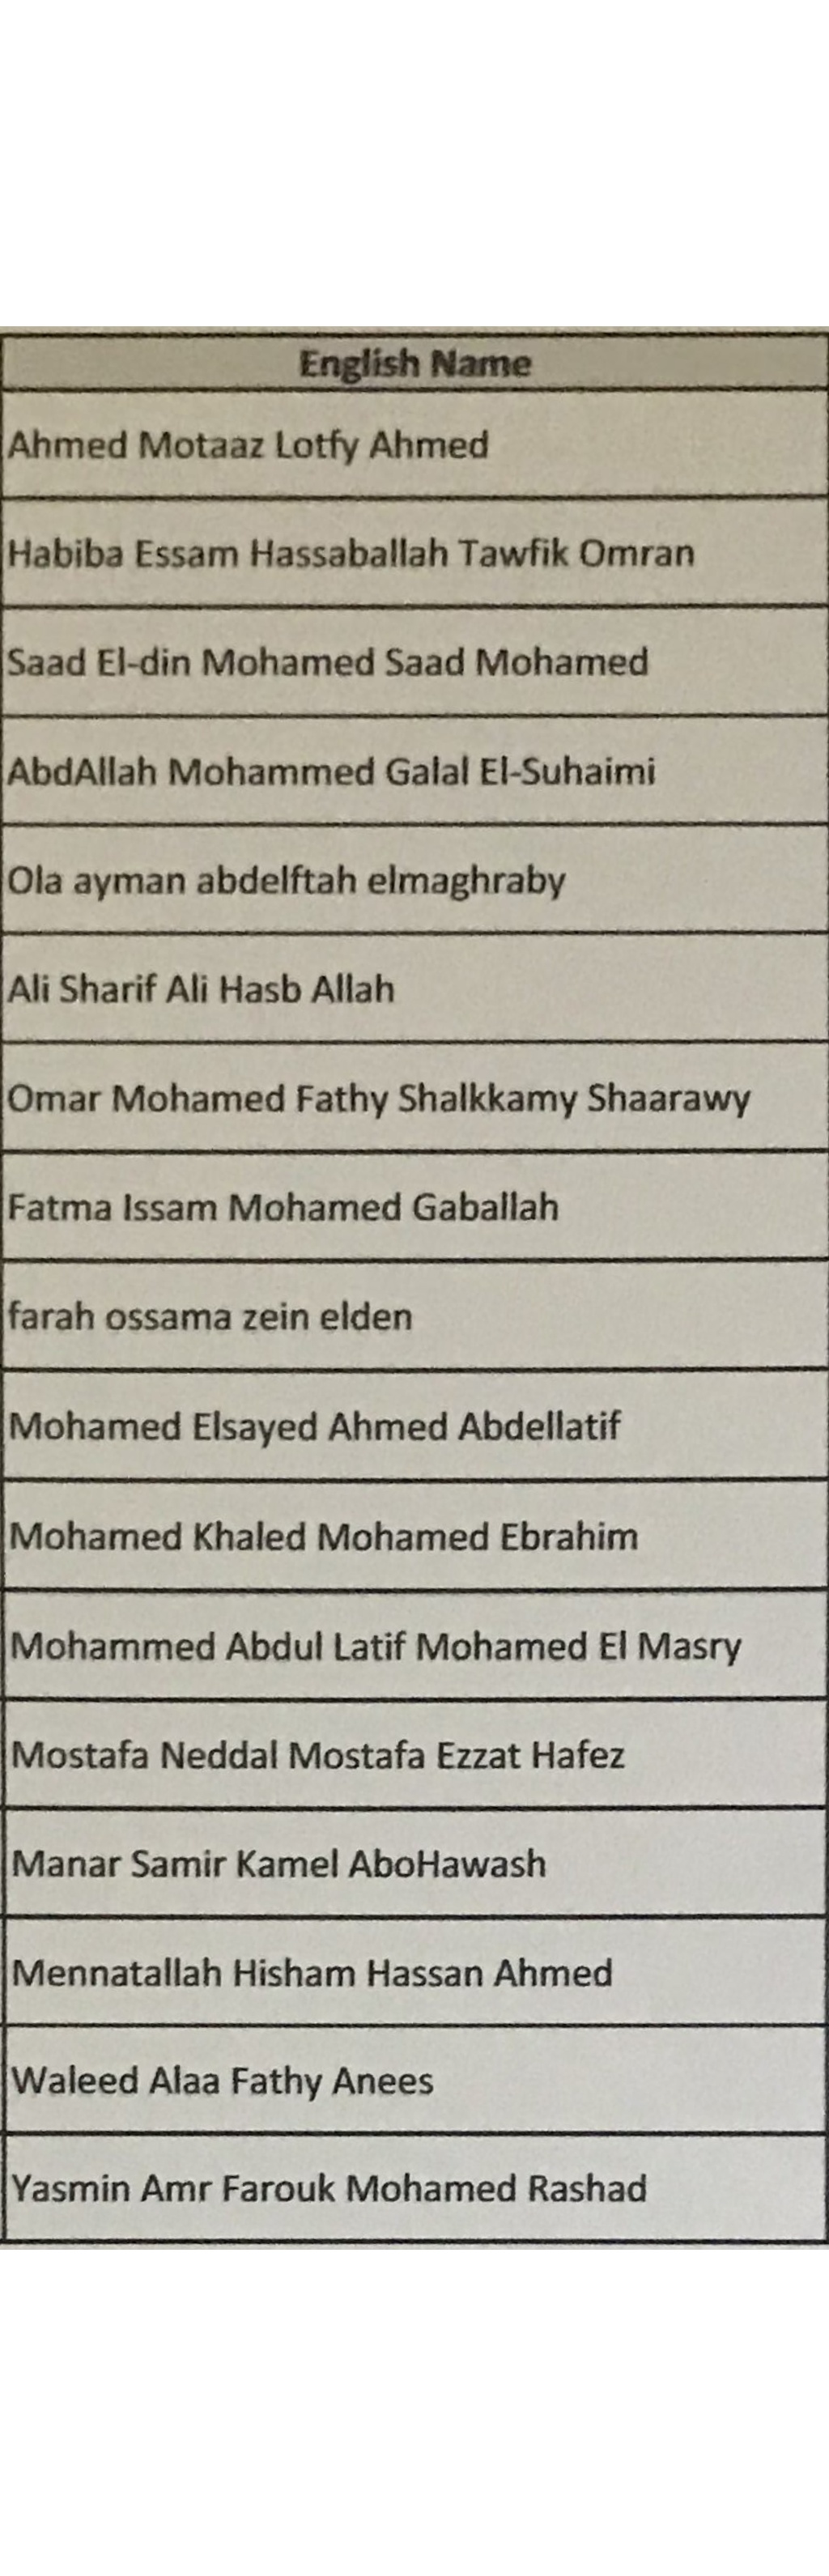 English Name
Ahmed Motaaz Lotfy Ahmed
Habiba Essam Hassaballah Tawfik Omran
Saad El-din Mohamed Saad Mohamed
AbdAllah Mohammed Galal El-Suhaimi
Ola ayman abdelftah elmaghraby
Ali Sharif Ali Hasb Allah
Omar Mohamed Fathy Shalkkamy Shaarawy
Fatma Issam Mohamed Gaballah
farah ossama zein elden
Mohamed Elsayed Ahmed Abdellatif
Mohamed Khaled Mohamed Ebrahim
Mohammed Abdul Latif Mohamed El Masry
Mostafa Neddal Mostafa Ezzat Hafez
Manar Samir Kamel AboHawash
Mennatallah Hisham Hassan Ahmed
Waleed Alaa Fathy Anees
Yasmin Amr Farouk Mohamed Rashad